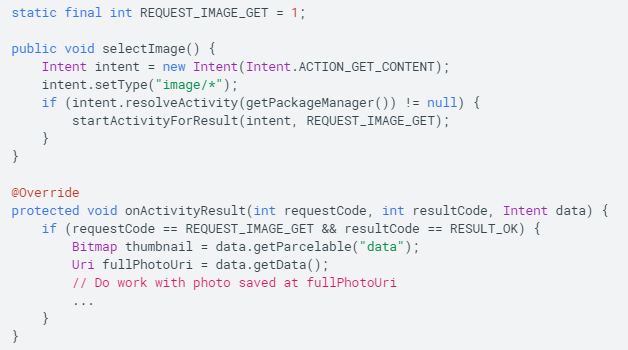 static final int REQUEST_IMAGE_GET = 1;

public void selectImage() {
    Intent intent = new Intent(Intent.ACTION_GET_CONTENT);
    intent.setType("image/*");
    if (intent.resolveActivity(getPackageManager()) != null) {
        startActivityForResult(intent, REQUEST_IMAGE_GET);
    }
}

@Override
protected void onActivityResult(int requestCode, int resultCode, Intent data) {
    if (requestCode == REQUEST_IMAGE_GET && resultCode == RESULT_OK) {
        Bitmap thumbnail = data.getParcelable("data");
        Uri fullPhotoUri = data.getData();
        // Do work with photo saved at fullPhotoUri
        ...
    }
}